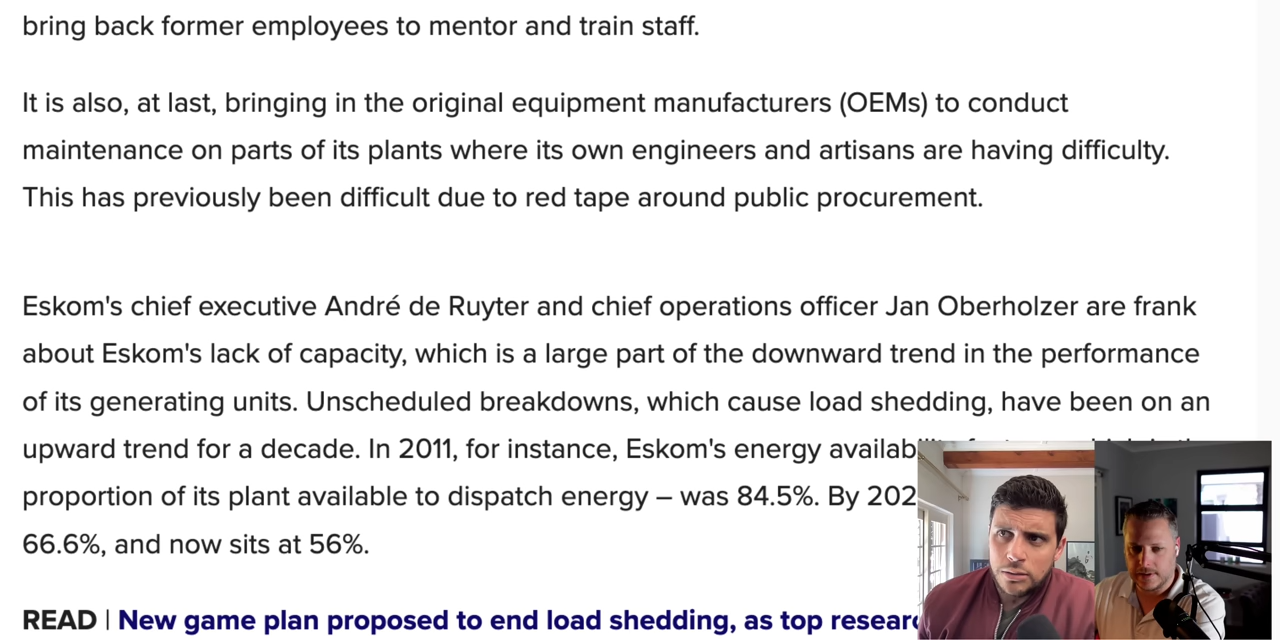 bring back former employees to mentor and train staff.
It is also, at last, bringing in the original equipment manufacturers (OEMs) to conduct
maintenance on parts of its plants where its own engineers and artisans are having difficulty.
This has previously been difficult due to red tape around public procurement.
Eskom's chief executive André de Ruyter and chief operations officer Jan Oberholzer are frank
about Eskom's lack of capacity, which is a large part of the downward trend in the performance
of its generating units. Unscheduled breakdowns, which cause load shedding, have been on an
upward trend for a decade. In 2011, for instance, Eskom's energy
proportion of its plant available to dispatch energy – was 84.5%. By
66.6%, and now sits at 56%.
READ | New game plan proposed to end load shedding, as top